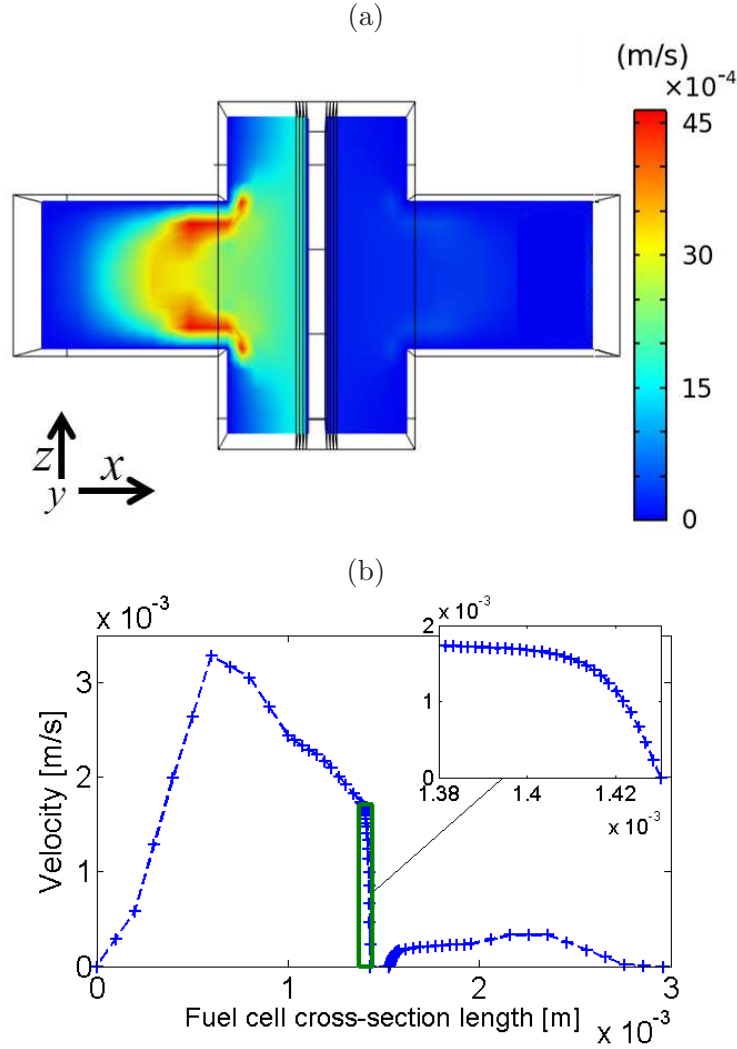 (a)
(m/s)
×10⁻⁴
45
30
15
0
z
y
x
(b)
x 10⁻³
3
2
1
0
Velocity [m/s]
0
1
2
3
Fuel cell cross-section length [m]
x 10⁻³
x 10⁻³
2
1
0
1.38
1.4
1.42
x 10⁻³